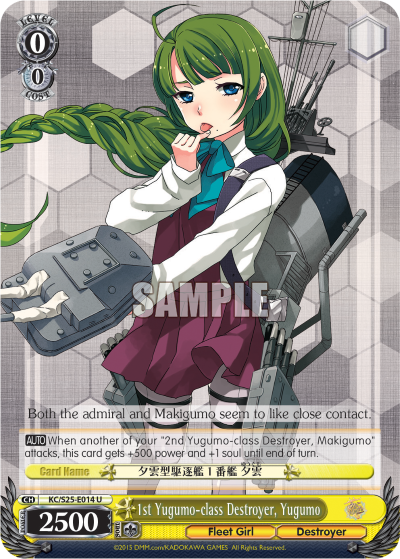 LEVEL
0
0
COST
SAMPLE
Both the admiral and Makigumo seem to like close contact.
AUTO When another of your "2nd Yugumo-class Destroyer, Makigumo"
attacks, this card gets +500 power and +1 soul until end of turn.
Card Name
夕雲型駆逐艦１番艦 夕雲
CH
KC/S25-E014 U
1st Yugumo-class Destroyer, Yugumo
POWER
2500
SOUL
Fleet Girl
Destroyer
©2015 DMM.com/KADOKAWA GAMES All Rights Reserved.